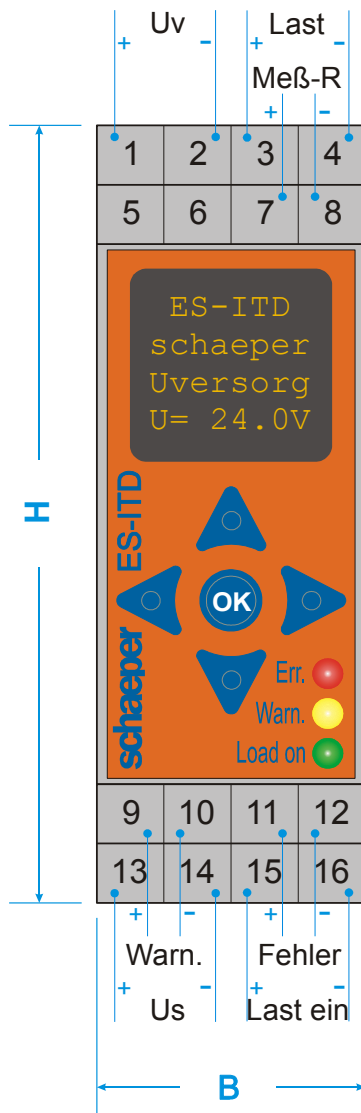 Uv Last
+ - + -
Meß-R
+ -
1 2 3 4
5 6 7 8
ES-ITD
schaeper
Uversorg
U= 24.0V
H
schaeper ES-ITD
OK
Err.
Warn.
Load on
9 10 11 12
13 14 15 16
+ - + -
Warn. Fehler
+ - + -
Us Last ein
B